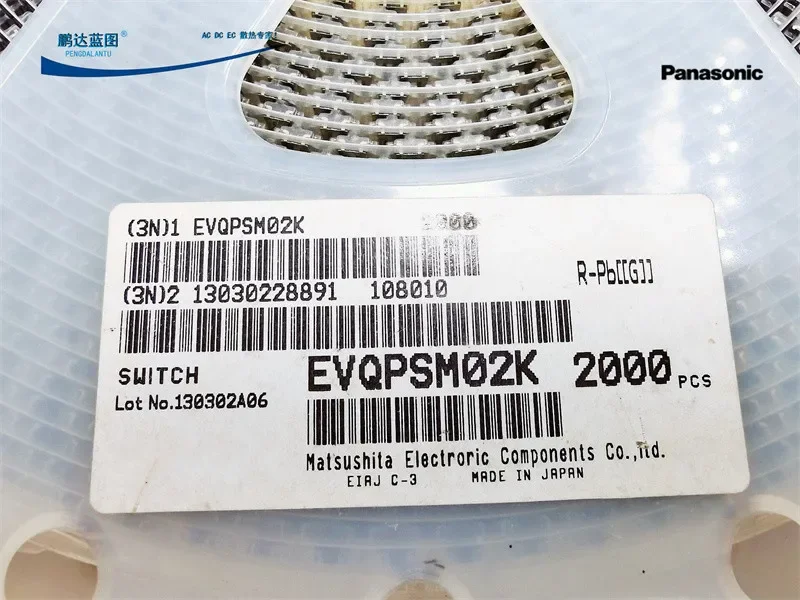 鹏达蓝图®
PENGDALANTU
AC DC EC 散热专家
Panasonic
(3N)1 EVQPSM02K 2000
(3N)2 13030228891 108010
R-Pb[[G]]
SWITCH
EVQPSM02K 2000 PCS
Lot No.130302A06
Matsushita Electroric Components Co.,ltd.
EIAJ C-3 MADE IN JAPAN